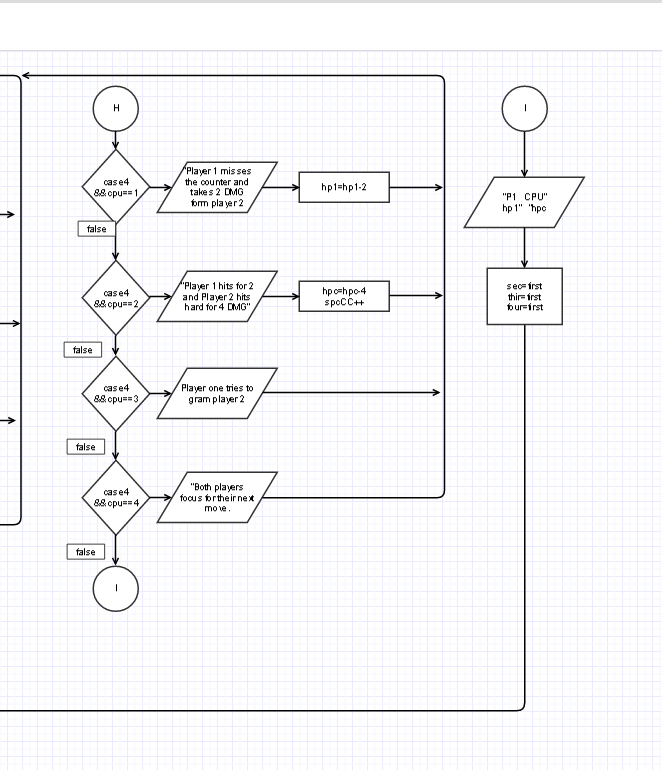 H
I
case4
&&cpu==1
"Player 1 misses
the counter and
takes 2 DMG
form player 2
hp1=hp1-2
"P1 CPU"
hp1" "hpc
false
case4
&&cpu==2
"Player 1 hits for 2
and Player 2 hits
hard for 4 DMG"
hpc=hpc-4
spcCC++
sec=first
thir=first
four=first
false
case4
&&cpu==3
Player one tries to
gram player 2
false
case4
&&cpu==4
"Both players
focus for their next
move.
false
I